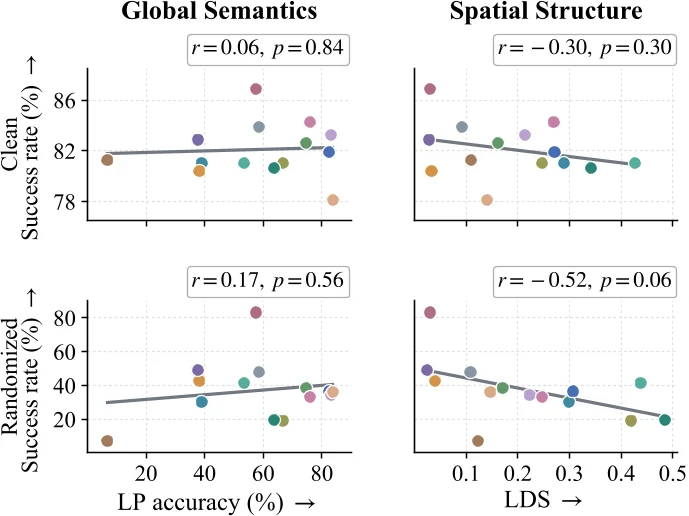 Global Semantics
Spatial Structure
r = 0.06, p = 0.84
r = −0.30, p = 0.30
Clean
Success rate (%) →
86
82
78
r = 0.17, p = 0.56
r = −0.52, p = 0.06
Randomized
Success rate (%) →
80
60
40
20
20 40 60 80
0.1 0.2 0.3 0.4 0.5
LP accuracy (%) →
LDS →